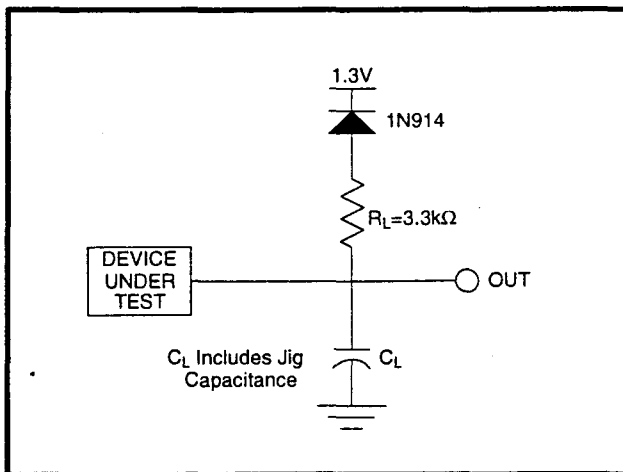 1.3V
1N914
R_L=3.3kΩ
DEVICE
UNDER
TEST
OUT
C_L Includes Jig
Capacitance
C_L